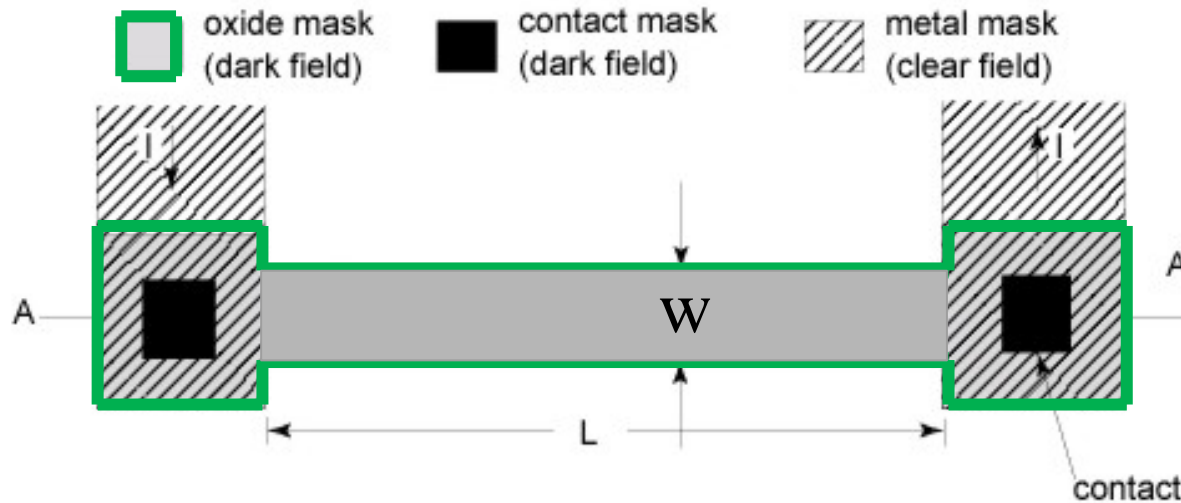 oxide mask
(dark field)
contact mask
(dark field)
metal mask
(clear field)
I
I
A
W
A
L
contact